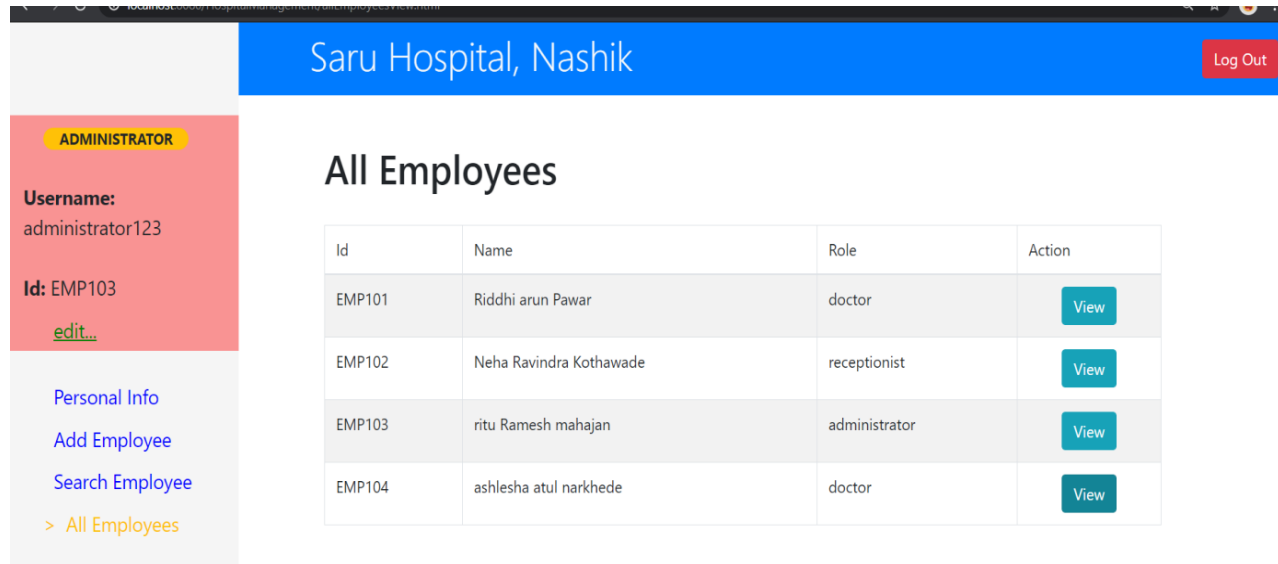 Saru Hospital, Nashik
Log Out
ADMINISTRATOR
Username:
administrator123
Id: EMP103
edit...
Personal Info
Add Employee
Search Employee
> All Employees
All Employees
Id Name Role Action
EMP101 Riddhi arun Pawar doctor View
EMP102 Neha Ravindra Kothawade receptionist View
EMP103 ritu Ramesh mahajan administrator View
EMP104 ashlesha atul narkhede doctor View